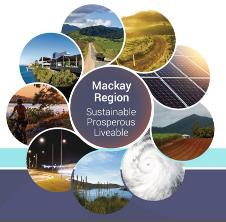 Mackay
Region
Sustainable
Prosperous
Liveable